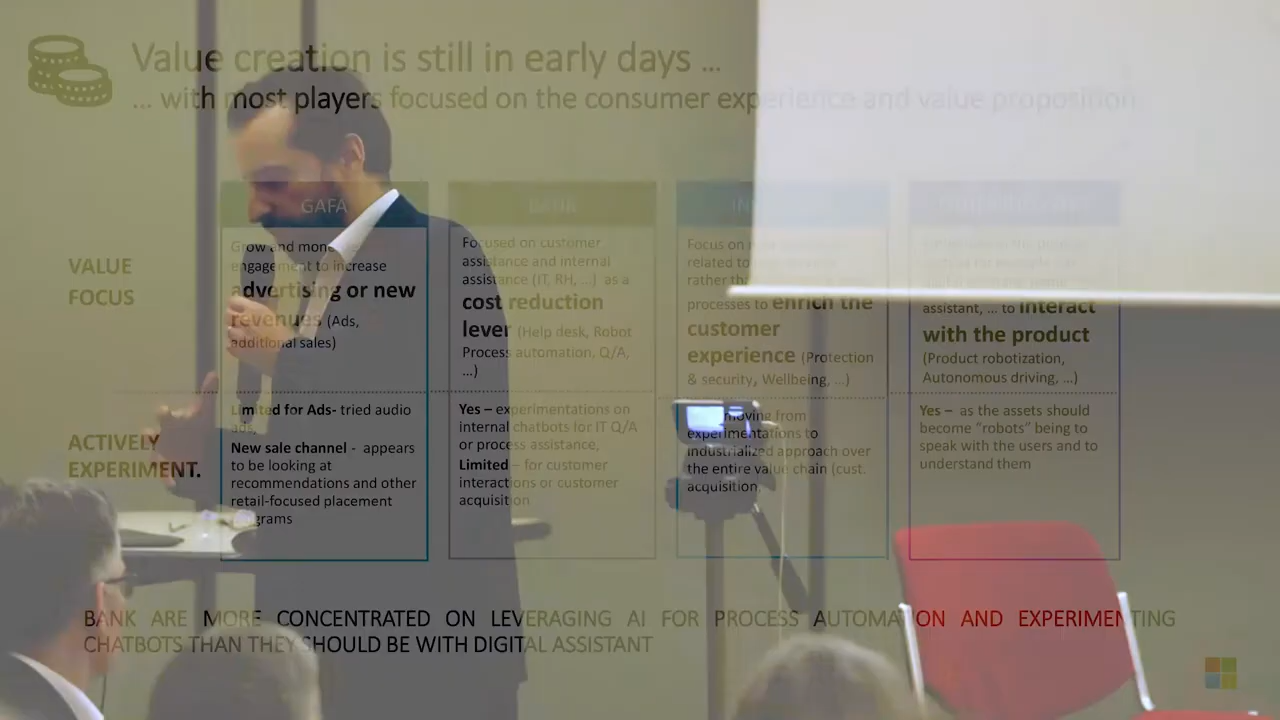 Value creation is still in early days ...
... with most players focused on the consumer experience and value proposition
GAFA
BANK
VALUE
FOCUS
Grow and monetize
engagement to increase
advertising or new
revenues (Ads,
additional sales)
Focused on customer
assistance and internal
assistance (IT, RH, ...) as a
cost reduction
lever (Help desk, Robot
Process automation, Q/A,
...)
Focus on
related to
rather
processes to enrich the
customer
experience (Protection
& security, Wellbeing, ...)
assistant, ... to interact
with the product
(Product robotization,
Autonomous driving, ...)
ACTIVELY
EXPERIMENT.
Limited for Ads- tried audio
ads,
New sale channel - appears
to be looking at
recommendations and other
retail-focused placement
programs
Yes – experimentations on
internal chatbots for IT Q/A
or process assistance,
Limited – for customer
interactions or customer
acquisition
moving from
experimentations to
industrialized approach over
the entire value chain (cust.
acquisition,
Yes – as the assets should
become "robots" being to
speak with the users and to
understand them
BANK ARE MORE CONCENTRATED ON LEVERAGING AI FOR PROCESS AUTOMATION AND EXPERIMENTING
CHATBOTS THAN THEY SHOULD BE WITH DIGITAL ASSISTANT